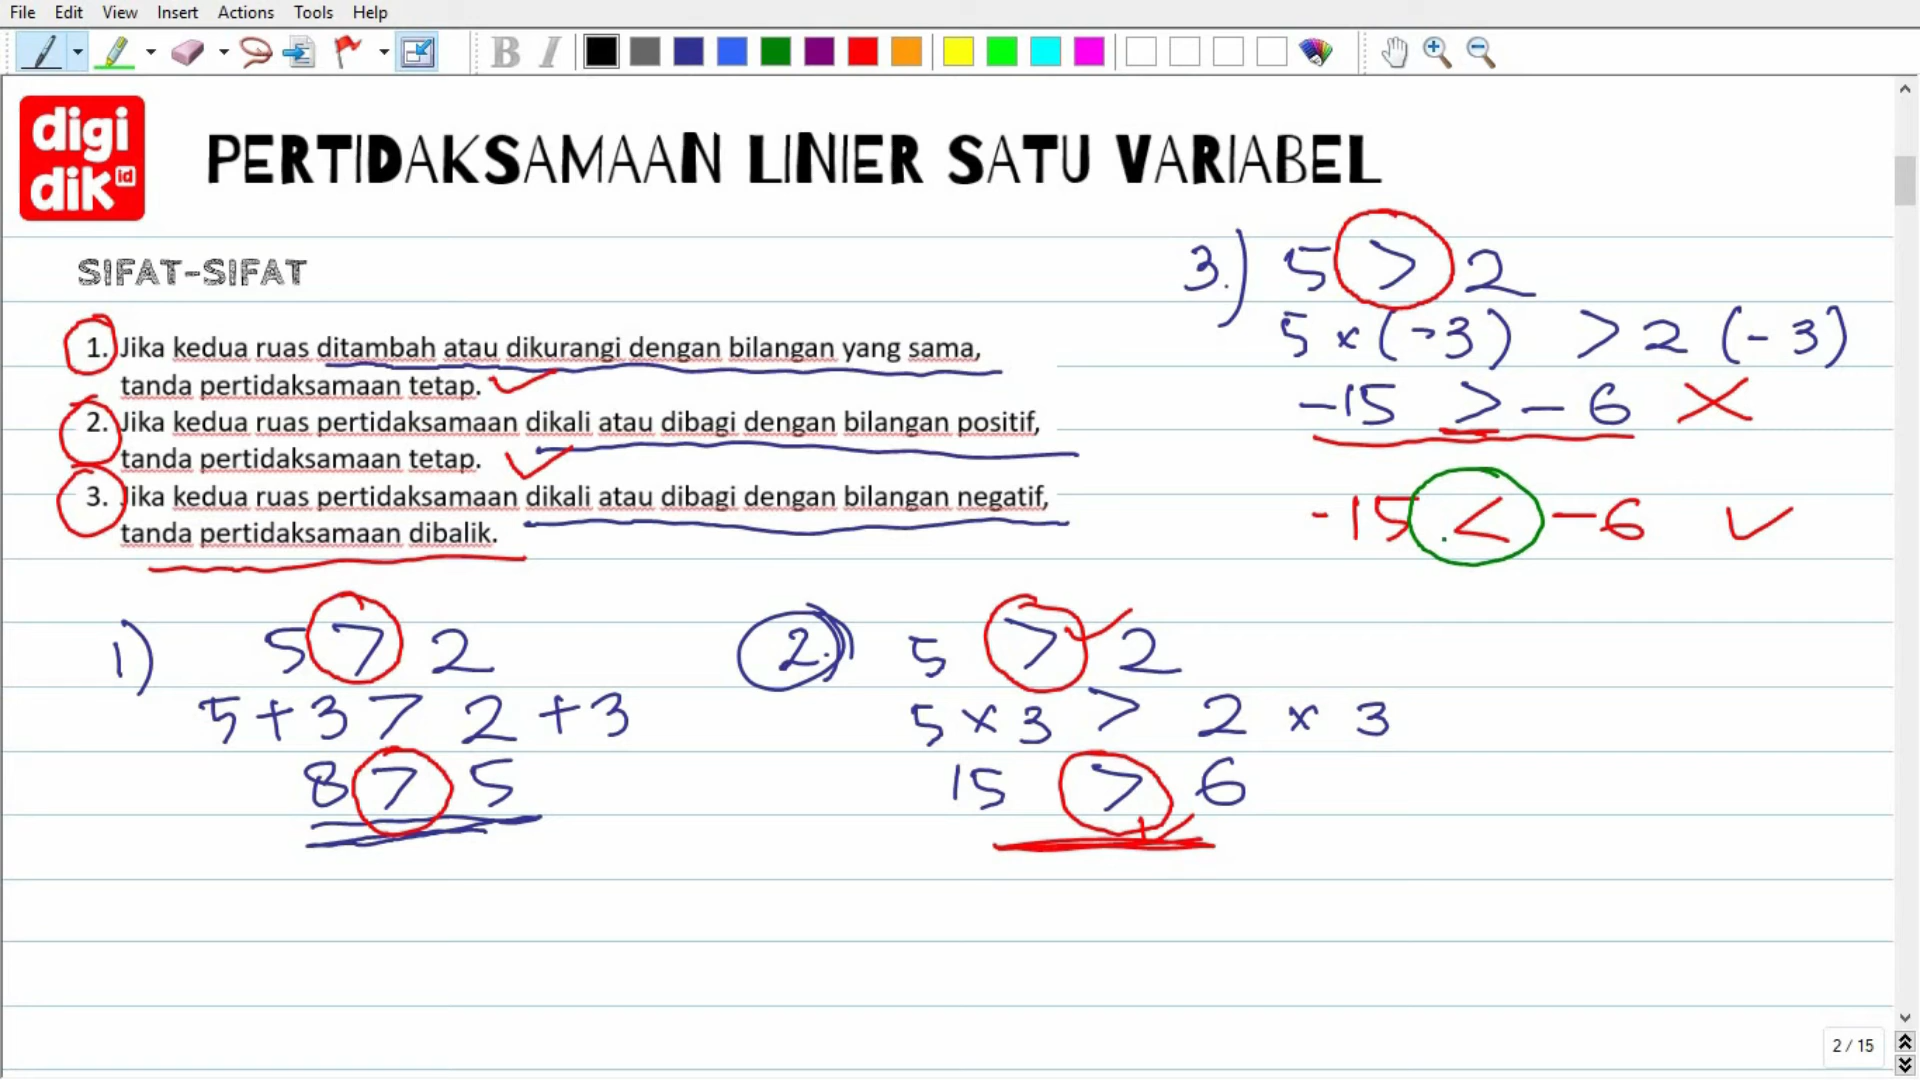 File Edit View Insert Actions Tools Help
B I
digi
dik id
PERTIDAKSAMAAN LINIER SATU VARIABEL
SIFAT-SIFAT
1. Jika kedua ruas ditambah atau dikurangi dengan bilangan yang sama,
tanda pertidaksamaan tetap.
2. Jika kedua ruas pertidaksamaan dikali atau dibagi dengan bilangan positif,
tanda pertidaksamaan tetap.
3. Jika kedua ruas pertidaksamaan dikali atau dibagi dengan bilangan negatif,
tanda pertidaksamaan dibalik.
3.) 5 > 2
5 × (-3) > 2 (-3)
-15 > -6
-15 < -6
1) 5 > 2
5 + 3 > 2 + 3
8 > 5
2.) 5 > 2
5 × 3 > 2 × 3
15 > 6
2 / 15